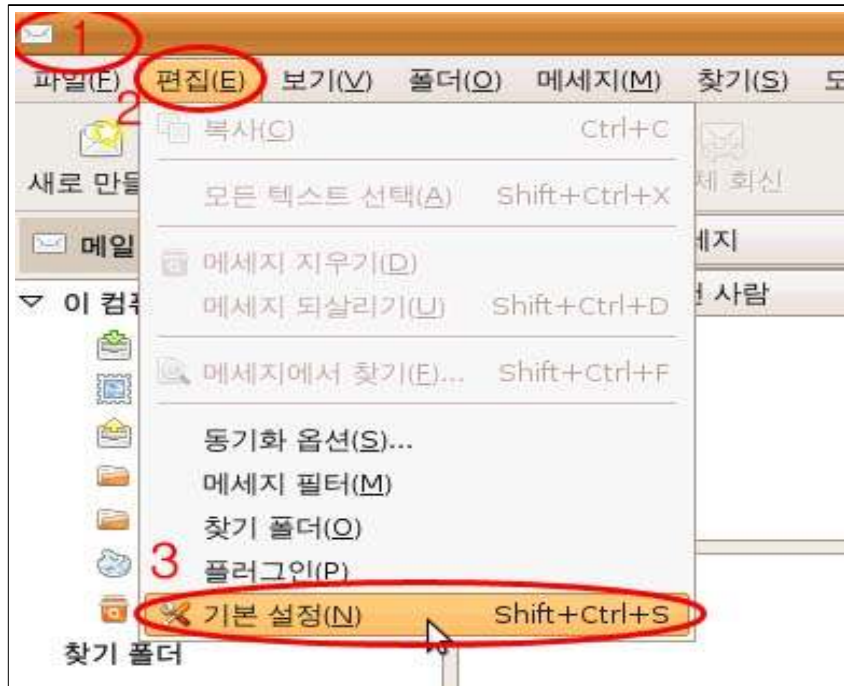 1
파일(F) 편집(E) 보기(V) 폴더(O) 메세지(M) 찾기(S)
2
복사(C) Ctrl+C
새로 만들 회신
모든 텍스트 선택(A) Shift+Ctrl+X
메일
메세지 지우기(D)
이 컴퓨 사람
메세지 되살리기(U) Shift+Ctrl+D
메세지에서 찾기(F)... Shift+Ctrl+F
동기화 옵션(S)...
메세지 필터(M)
찾기 폴더(O)
3
플러그인(P)
기본 설정(N) Shift+Ctrl+S
찾기 폴더